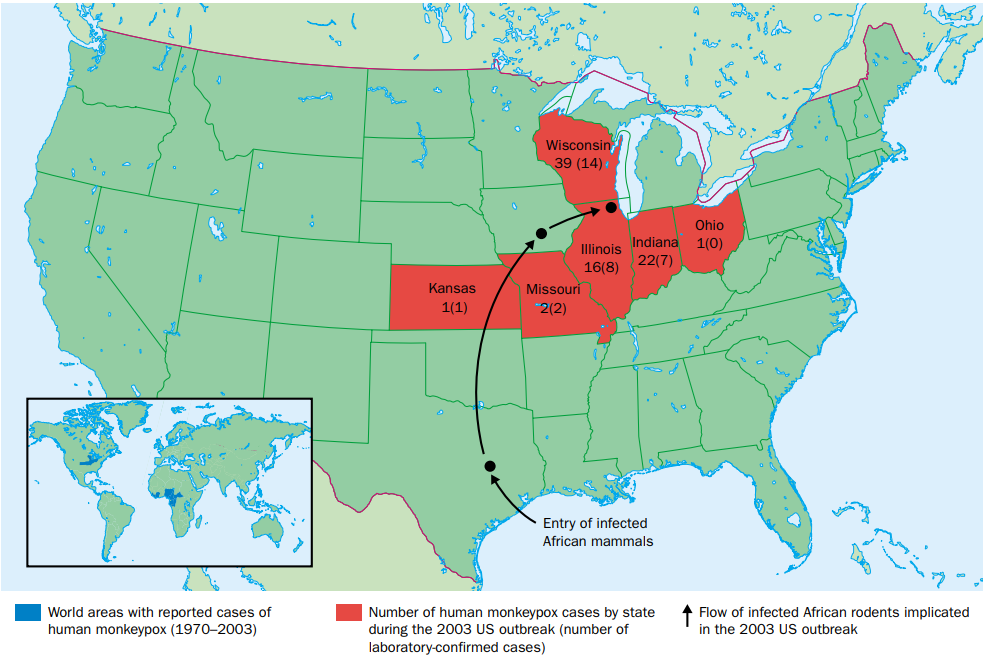 Wisconsin
39 (14)
Ohio
1(0)
Indiana
22(7)
Illinois
16(8)
Kansas
1(1)
Missouri
2(2)
Entry of infected
African mammals
World areas with reported cases of
human monkeypox (1970–2003)
Number of human monkeypox cases by state
during the 2003 US outbreak (number of
laboratory-confirmed cases)
Flow of infected African rodents implicated
in the 2003 US outbreak